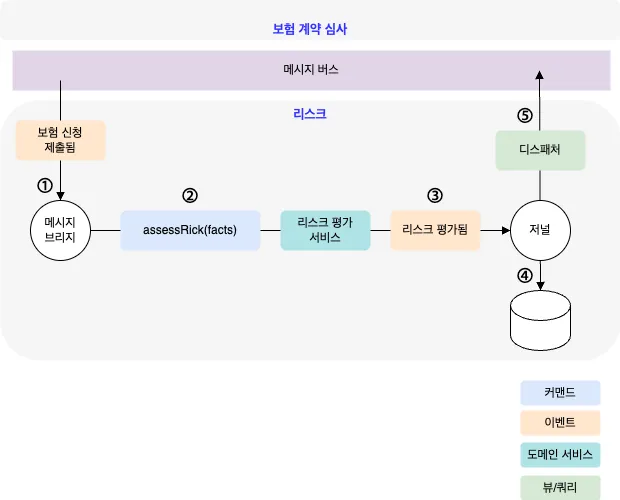 보험 계약 심사
메시지 버스
리스크
⑤
보험 신청
제출됨
디스패처
①
②
③
메시지
브리지
assessRick(facts)
리스크 평가
서비스
리스크 평가됨
저널
④
커맨드
이벤트
도메인 서비스
뷰/쿼리